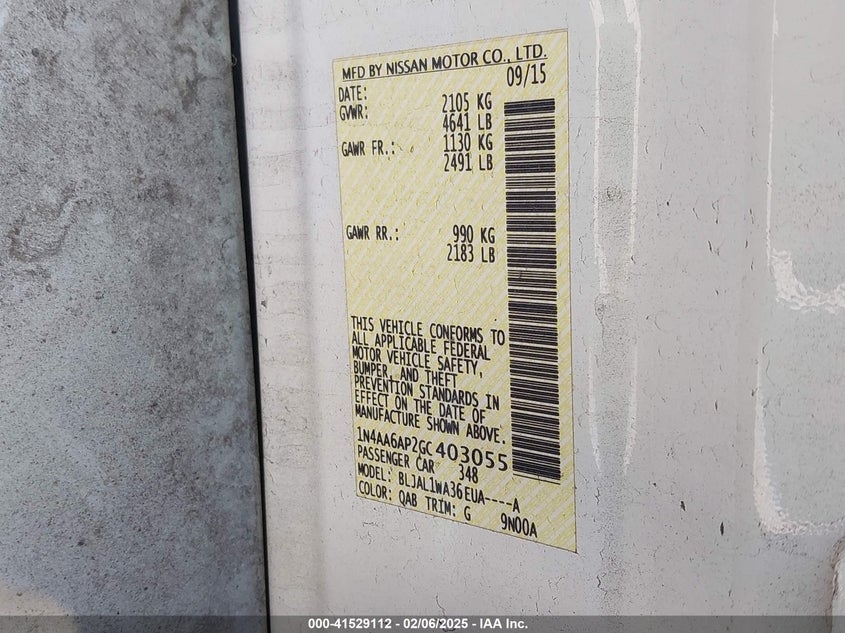 MFD BY NISSAN MOTOR CO., LTD.
DATE: 09/15
GVWR: 2105 KG
4641 LB
GAWR FR.: 1130 KG
2491 LB
GAWR RR.: 990 KG
2183 LB
THIS VEHICLE CONFORMS TO
ALL APPLICABLE FEDERAL
MOTOR VEHICLE SAFETY,
BUMPER, AND THEFT
PREVENTION STANDARDS IN
EFFECT ON THE DATE OF
MANUFACTURE SHOWN ABOVE.
1N4AA6AP2GC403055
PASSENGER CAR 348
MODEL: BLJAL1WA36EUA----A
COLOR: QAB TRIM: G 9N00A
000-41529112 — 02/06/2025 — IAA Inc.